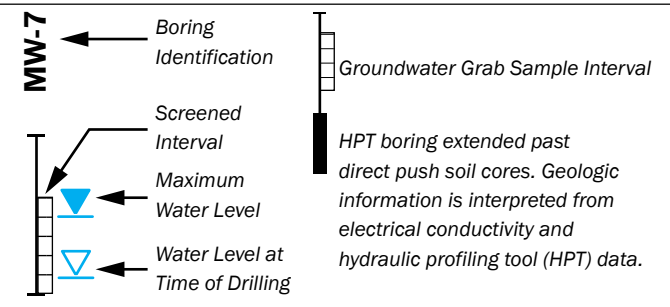 MW-7
Boring
Identification
Screened
Interval
Maximum
Water Level
Water Level at
Time of Drilling
Groundwater Grab Sample Interval
HPT boring extended past
direct push soil cores. Geologic
information is interpreted from
electrical conductivity and
hydraulic profiling tool (HPT) data.